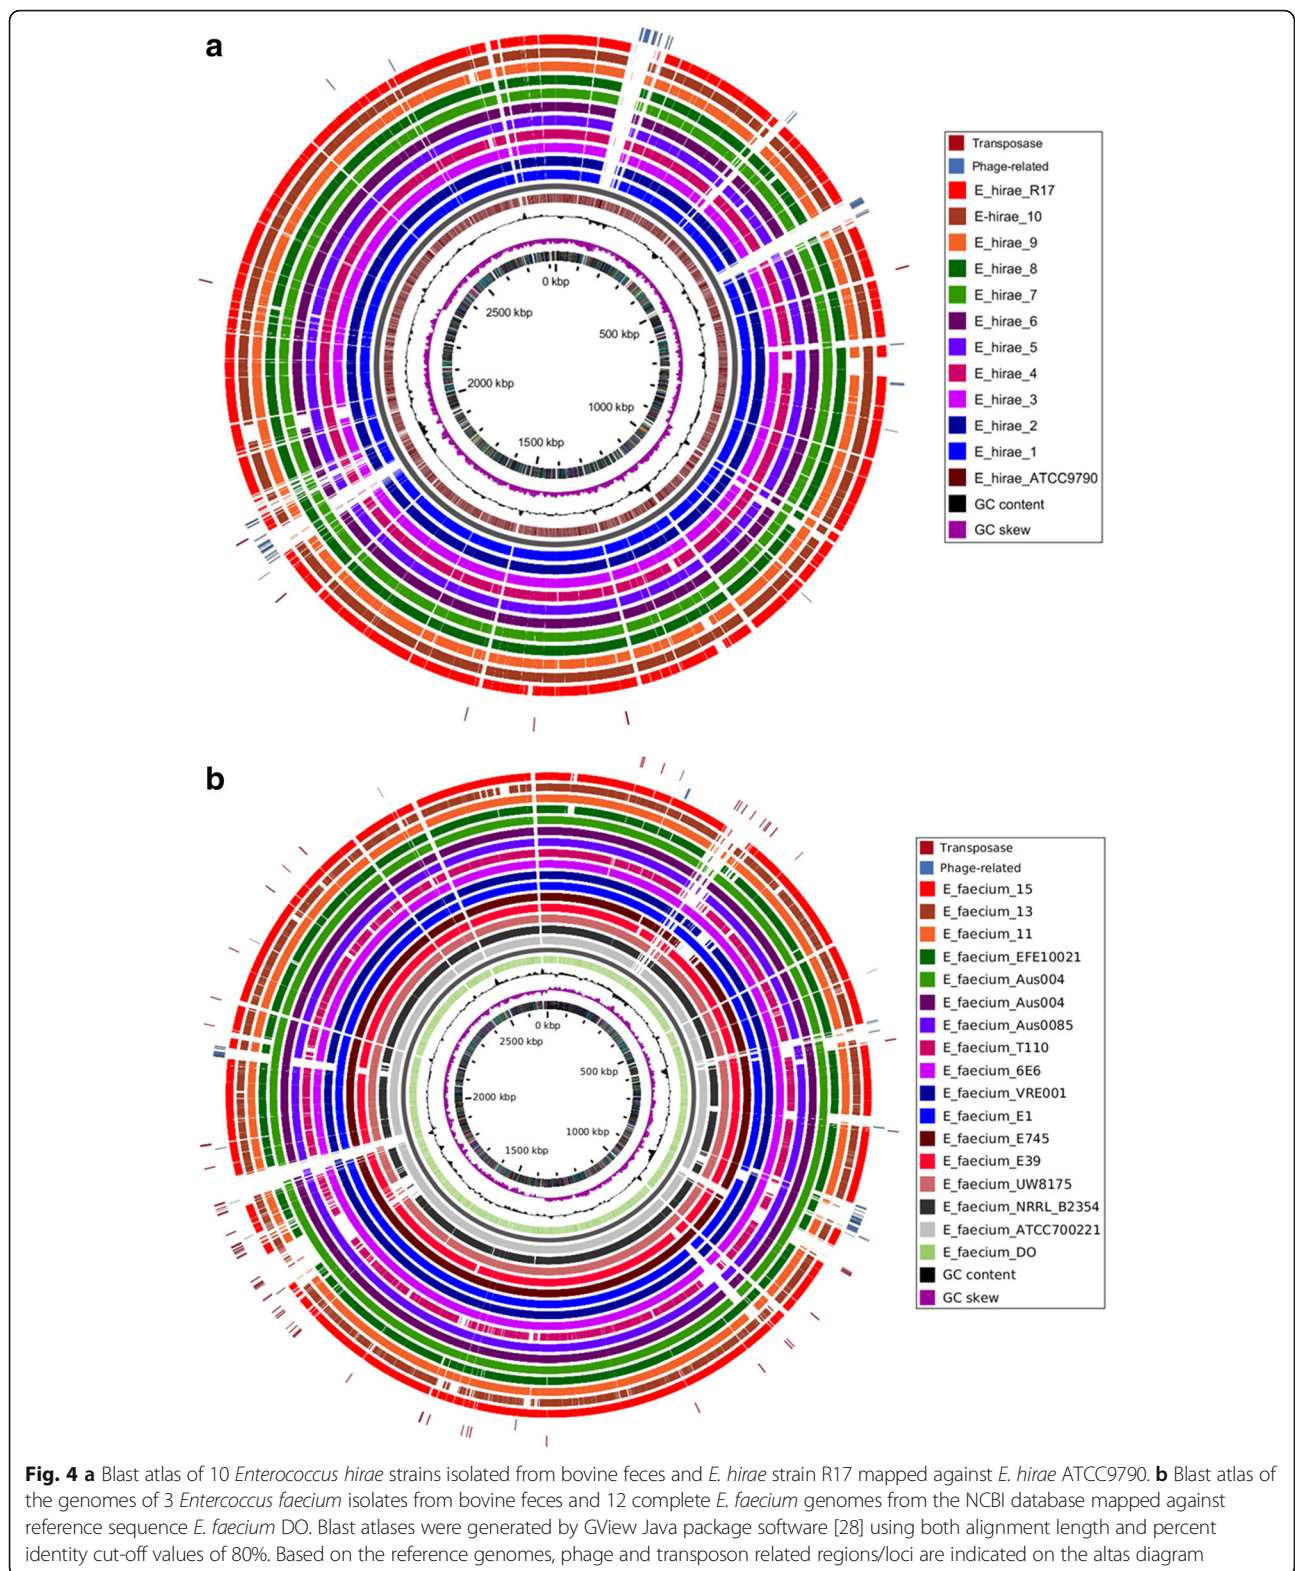 a
0 kbp
500 kbp
1000 kbp
1500 kbp
2000 kbp
2500 kbp
Transposase
Phage-related
E_hirae_R17
E-hirae_10
E_hirae_9
E_hirae_8
E_hirae_7
E_hirae_6
E_hirae_5
E_hirae_4
E_hirae_3
E_hirae_2
E_hirae_1
E_hirae_ATCC9790
GC content
GC skew
b
0 kbp
500 kbp
1000 kbp
1500 kbp
2000 kbp
2500 kbp
Transposase
Phage-related
E_faecium_15
E_faecium_13
E_faecium_11
E_faecium_EFE10021
E_faecium_Aus004
E_faecium_Aus004
E_faecium_Aus0085
E_faecium_T110
E_faecium_6E6
E_faecium_VRE001
E_faecium_E1
E_faecium_E745
E_faecium_E39
E_faecium_UW8175
E_faecium_NRRL_B2354
E_faecium_ATCC700221
E_faecium_DO
GC content
GC skew
Fig. 4 a Blast atlas of 10 Enterococcus hirae strains isolated from bovine feces and E. hirae strain R17 mapped against E. hirae ATCC9790. b Blast atlas of
the genomes of 3 Entercoccus faecium isolates from bovine feces and 12 complete E. faecium genomes from the NCBI database mapped against
reference sequence E. faecium DO. Blast atlases were generated by GView Java package software [28] using both alignment length and percent
identity cut-off values of 80%. Based on the reference genomes, phage and transposon related regions/loci are indicated on the altas diagram